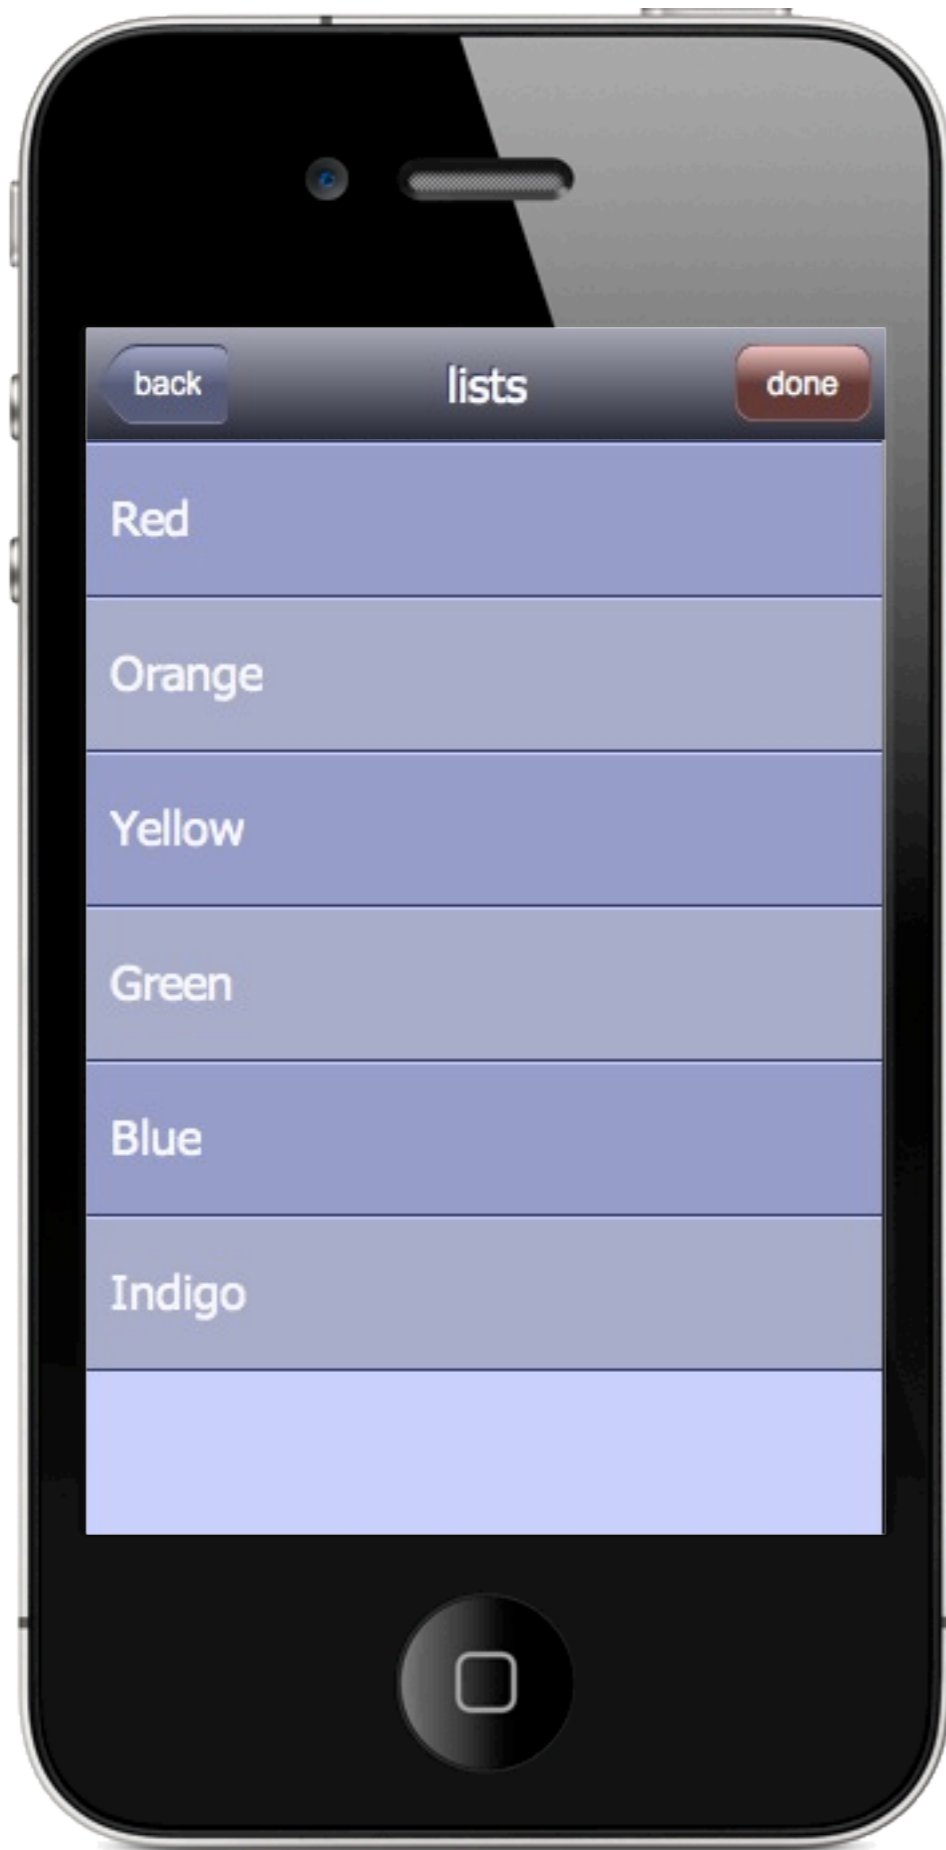 back lists done
Red
Orange
Yellow
Green
Blue
Indigo